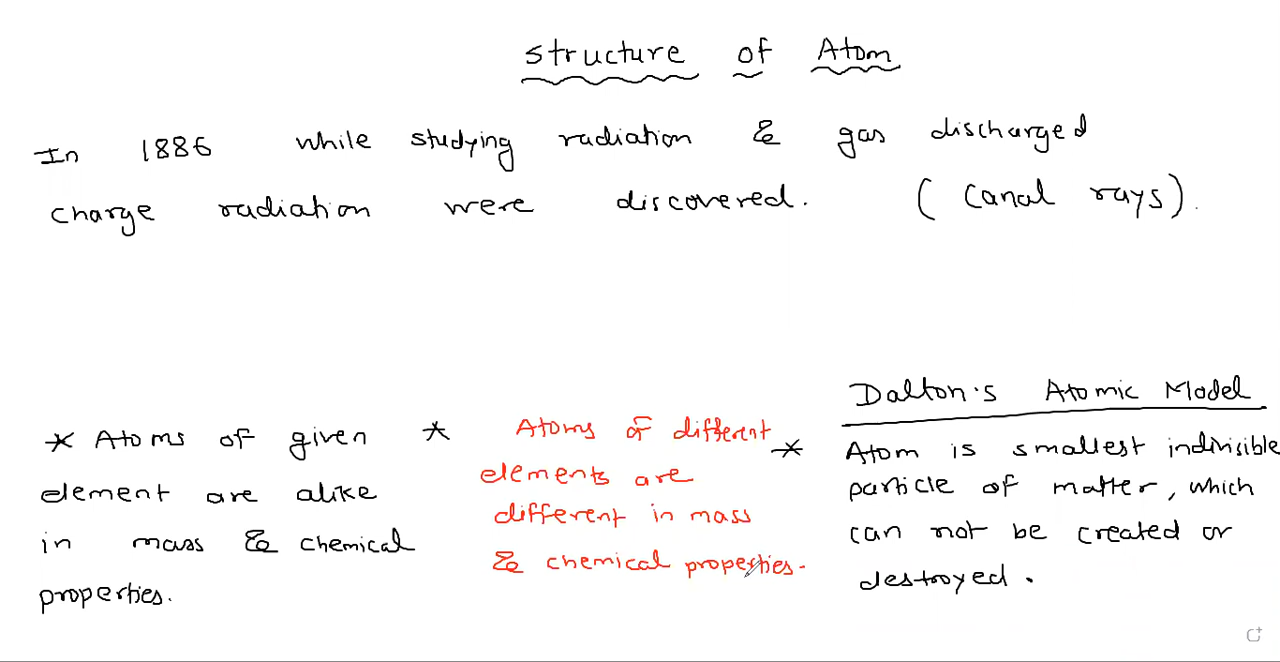 Structure of Atom
In 1886 while studying radiation & gas discharged
charge radiation were discovered. (Canal rays).
* Atoms of given
element are alike
in mass & chemical
properties.
* Atoms of different
elements are
different in mass
& chemical properties.
Dalton's Atomic Model
* Atom is smallest indivisible
particle of matter, which
can not be created or
destroyed.